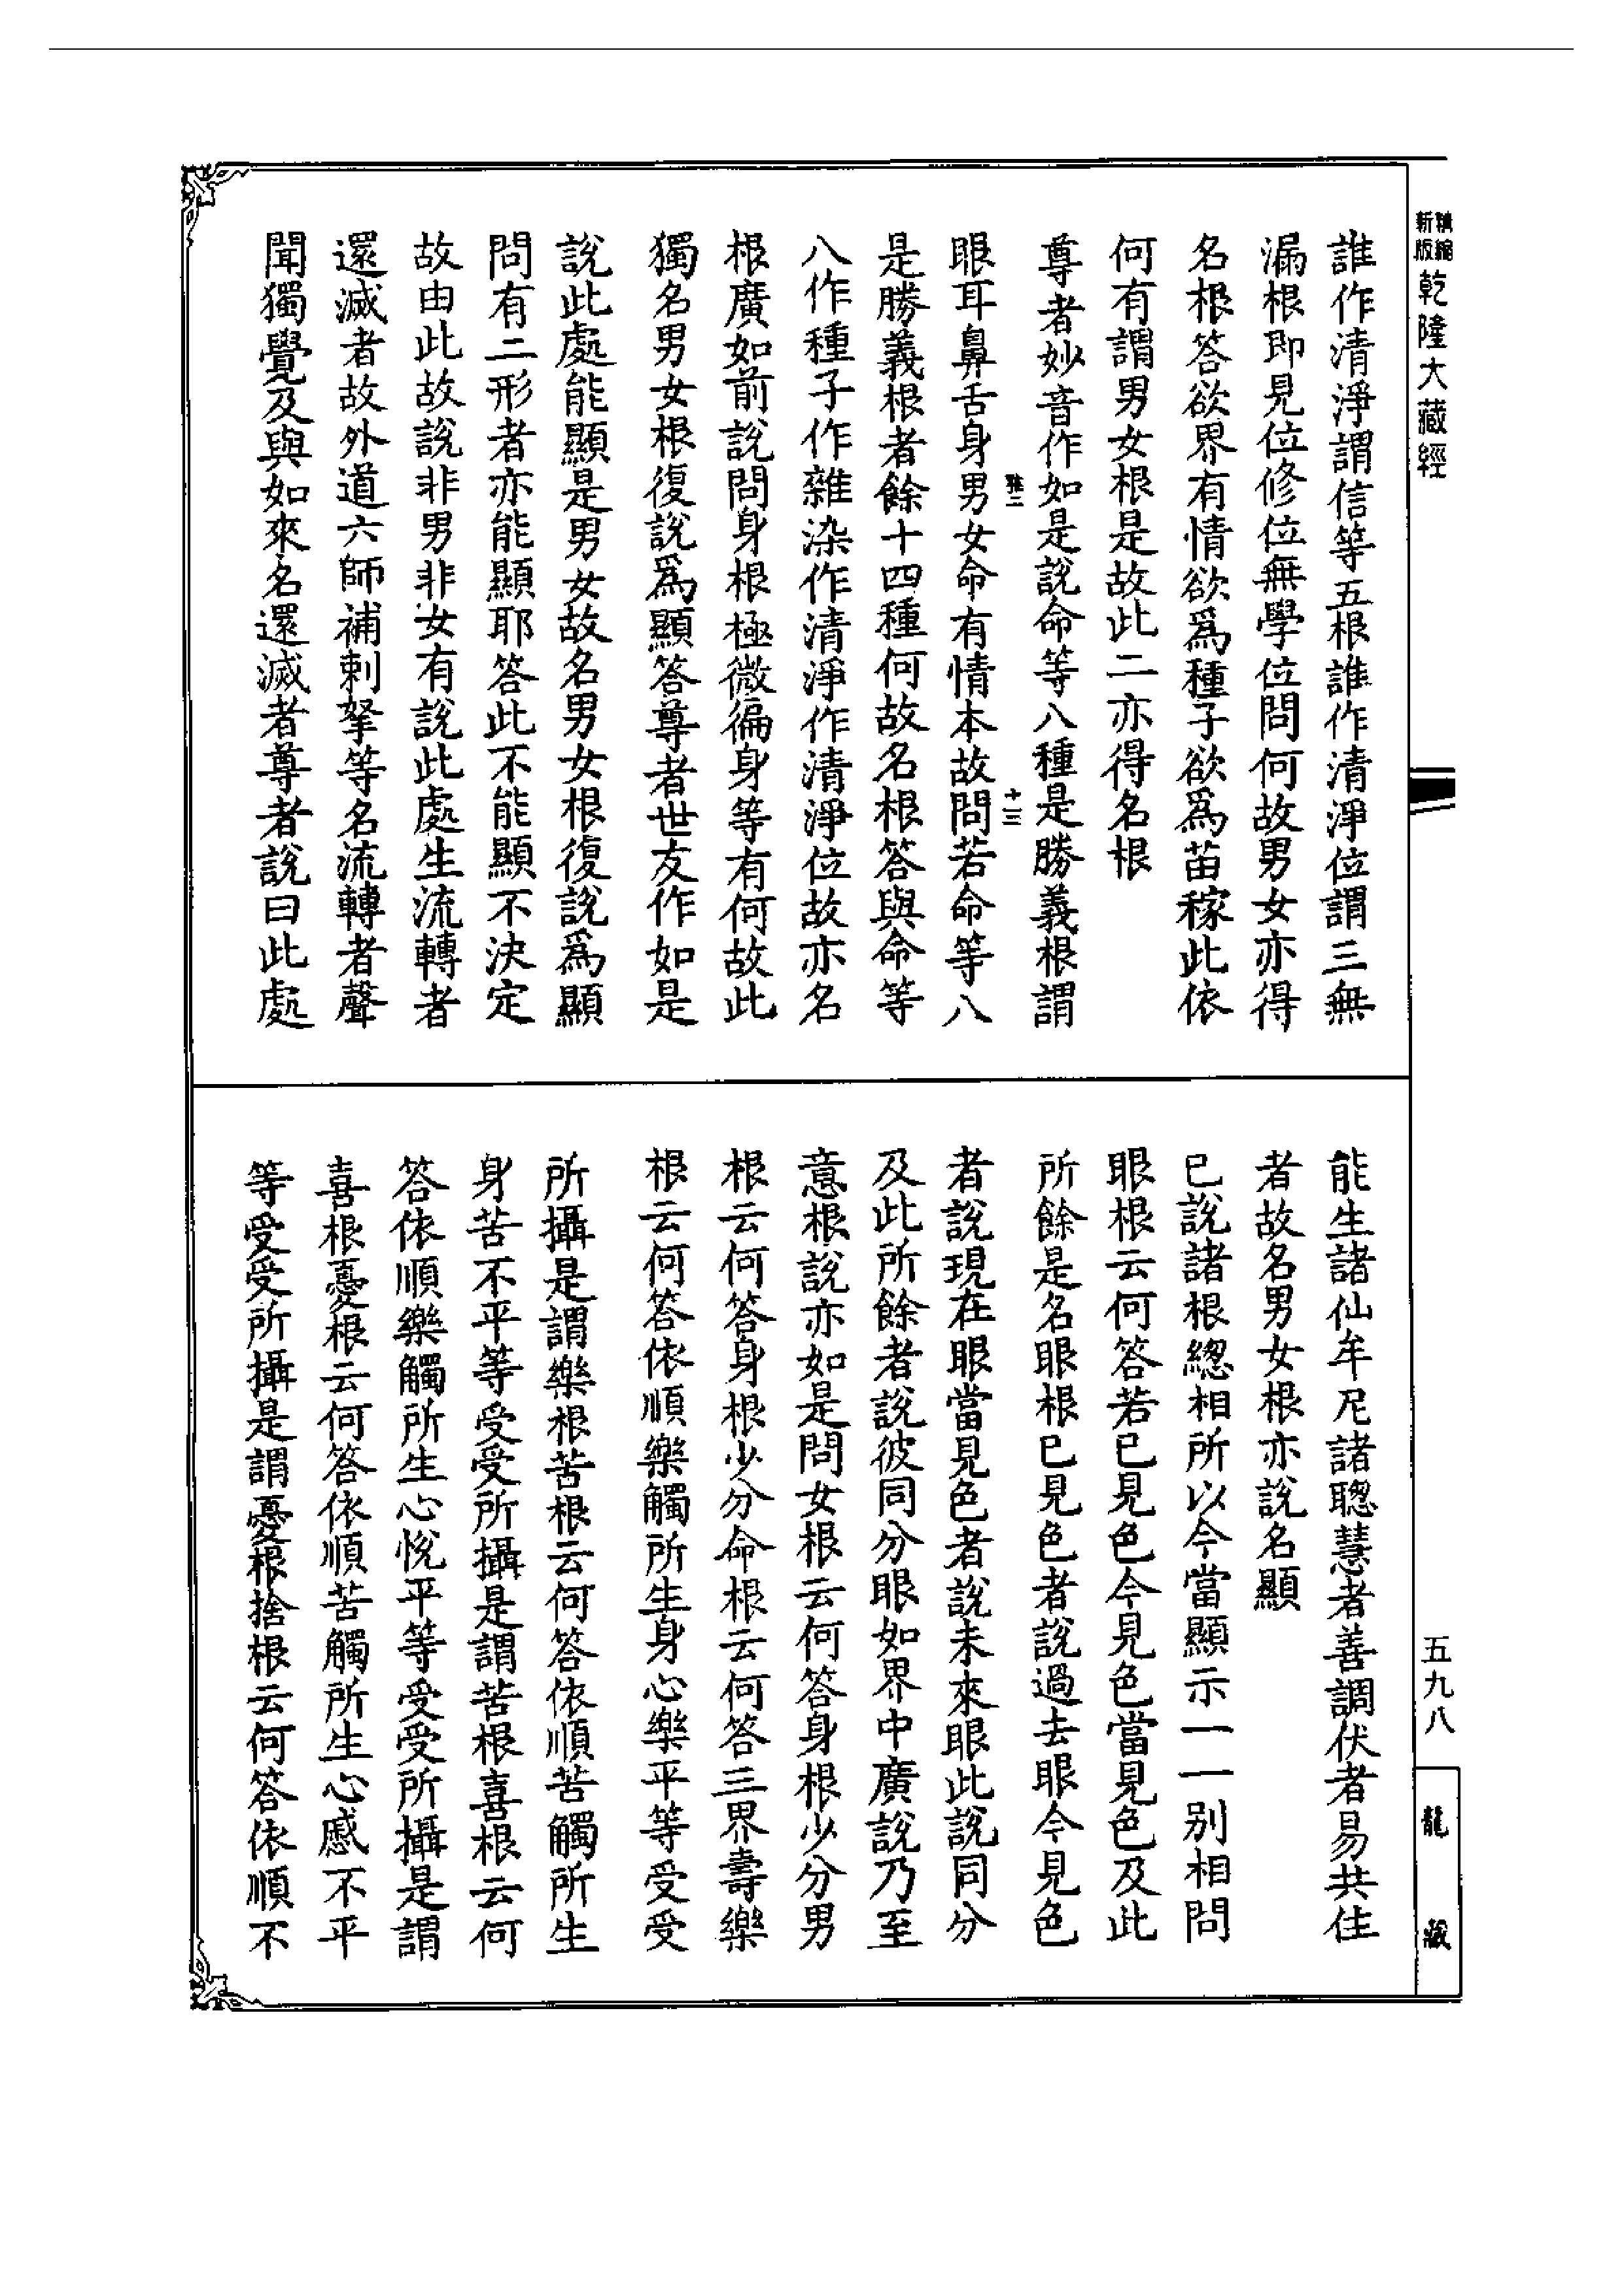 新版精縮乾隆大藏經
誰作清淨謂信等五根誰作清淨位謂三無
漏根即見位修位無學位問何故男女亦得
名根答欲界有情欲爲種子欲爲苗稼此依
何有謂男女根是故此二亦得名根
尊者妙音作如是說命等八種是勝義根謂
雅二
十三
眼耳鼻舌身男女命有情本故問若命等八
是勝義根者餘十四種何故名根答與命等
八作種子作雜染作清淨作清淨位故亦名
根廣如前說問身根極微徧身等有何故此
獨名男女根復說爲顯答尊者世友作如是
說此處能顯是男女故名男女根復說爲顯
問有二形者亦能顯耶答此不能顯不決定
故由此故說非男非女有說此處生流轉者
還滅者故外道六師補剌拏等名流轉者聲
聞獨覺及與如來名還滅者尊者說曰此處
能生諸仙牟尼諸聰慧者善調伏者易共住
者故名男女根亦說名顯
已說諸根總相所以今當顯示一一別相問
眼根云何答若已見色今見色當見色及此
所餘是名眼根已見色者說過去眼今見色
者說現在眼當見色者說未來眼此說同分
及此所餘者說彼同分眼如界中廣說乃至
意根說亦如是問女根云何答身根少分男
根云何答身根少分命根云何答三界壽樂
根云何答依順樂觸所生身心樂平等受受
所攝是謂樂根苦根云何答依順苦觸所生
身苦不平等受受所攝是謂苦根喜根云何
答依順樂觸所生心悅平等受受所攝是謂
喜根憂根云何答依順苦觸所生心慼不平
等受受所攝是謂憂根捨根云何答依順不
五九八
龍藏